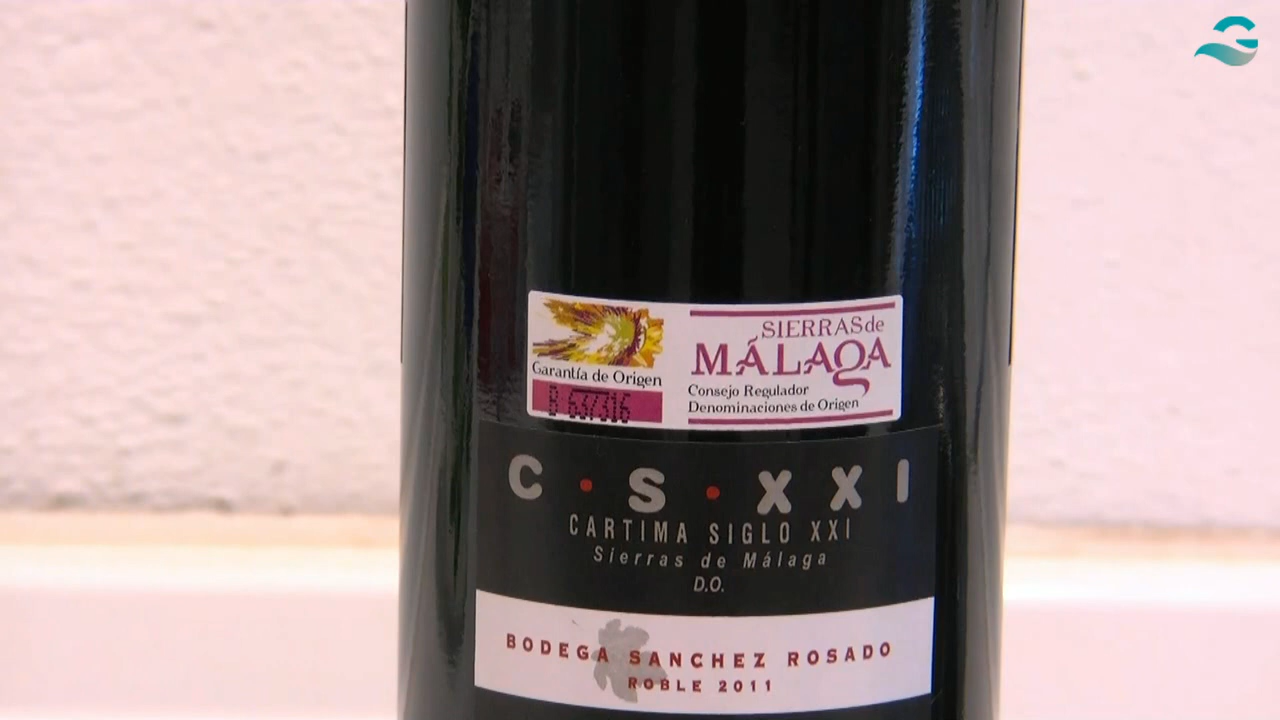 SIERRAS de
MÁLAGA
Garantía de Origen
Consejo Regulador
Denominaciones de Origen
C · S · XXI
CARTIMA SIGLO XXI
Sierras de Málaga
D.O.
BODEGA SANCHEZ ROSADO
ROBLE 2011